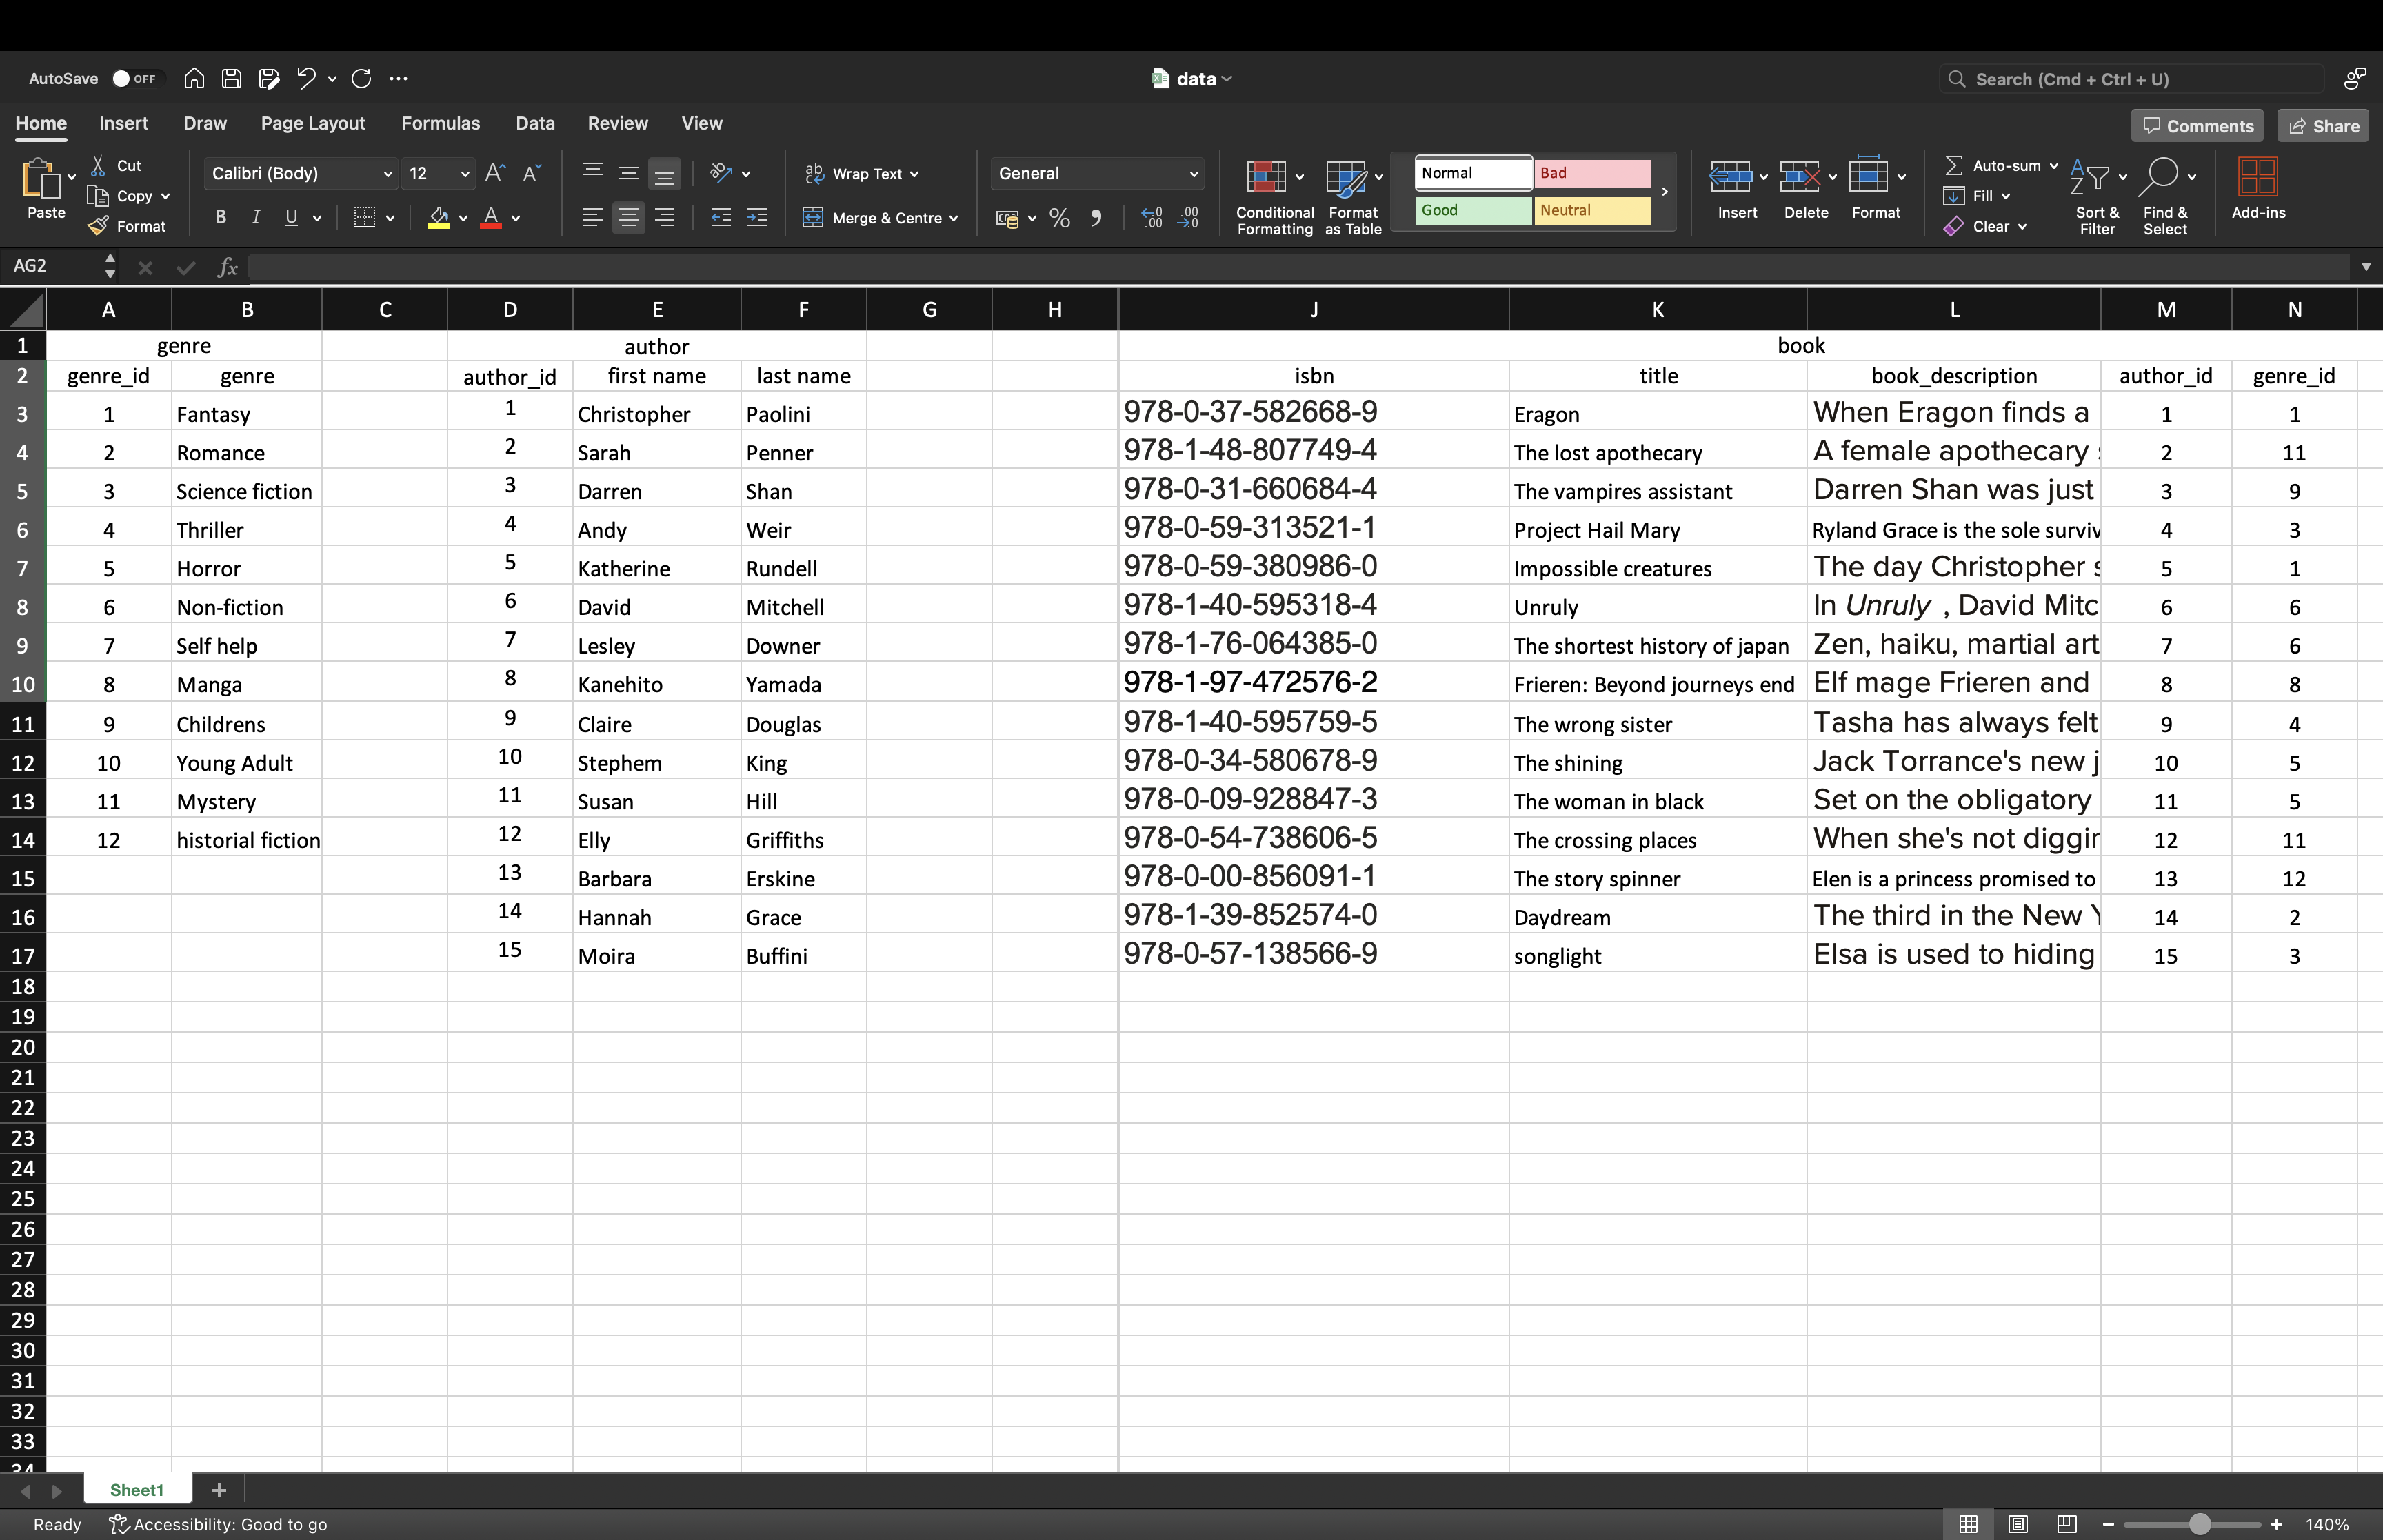 AutoSave OFF data Search (Cmd + Ctrl + U)
Home Insert Draw Page Layout Formulas Data Review View Comments Share
Paste Cut Copy Format
Calibri (Body) 12 A A
B I U A
ab Wrap Text
Merge & Centre
General
% .0 .00 .00 .0
Conditional Formatting
Format as Table
Normal Bad
Good Neutral
Insert Delete Format
Auto-sum
Fill
Clear
Sort & Filter
Find & Select
Add-ins
AG2 fx
A B C D E F G H J K L M N
1 genre author book
2 genre_id genre author_id first name last name isbn title book_description author_id genre_id
3 1 Fantasy 1 Christopher Paolini 978-0-37-582668-9 Eragon When Eragon finds a 1 1
4 2 Romance 2 Sarah Penner 978-1-48-807749-4 The lost apothecary A female apothecary 2 11
5 3 Science fiction 3 Darren Shan 978-0-31-660684-4 The vampires assistant Darren Shan was just 3 9
6 4 Thriller 4 Andy Weir 978-0-59-313521-1 Project Hail Mary Ryland Grace is the sole surviv 4 3
7 5 Horror 5 Katherine Rundell 978-0-59-380986-0 Impossible creatures The day Christopher s 5 1
8 6 Non-fiction 6 David Mitchell 978-1-40-595318-4 Unruly In Unruly , David Mitc 6 6
9 7 Self help 7 Lesley Downer 978-1-76-064385-0 The shortest history of japan Zen, haiku, martial art 7 6
10 8 Manga 8 Kanehito Yamada 978-1-97-472576-2 Frieren: Beyond journeys end Elf mage Frieren and 8 8
11 9 Childrens 9 Claire Douglas 978-1-40-595759-5 The wrong sister Tasha has always felt 9 4
12 10 Young Adult 10 Stephem King 978-0-34-580678-9 The shining Jack Torrance's new j 10 5
13 11 Mystery 11 Susan Hill 978-0-09-928847-3 The woman in black Set on the obligatory 11 5
14 12 historial fiction 12 Elly Griffiths 978-0-54-738606-5 The crossing places When she's not diggin 12 11
15 13 Barbara Erskine 978-0-00-856091-1 The story spinner Elen is a princess promised to 13 12
16 14 Hannah Grace 978-1-39-852574-0 Daydream The third in the New Y 14 2
17 15 Moira Buffini 978-0-57-138566-9 songlight Elsa is used to hiding 15 3
18
19
20
21
22
23
24
25
26
27
28
29
30
31
32
33
34
Sheet1 +
Ready Accessibility: Good to go 140%